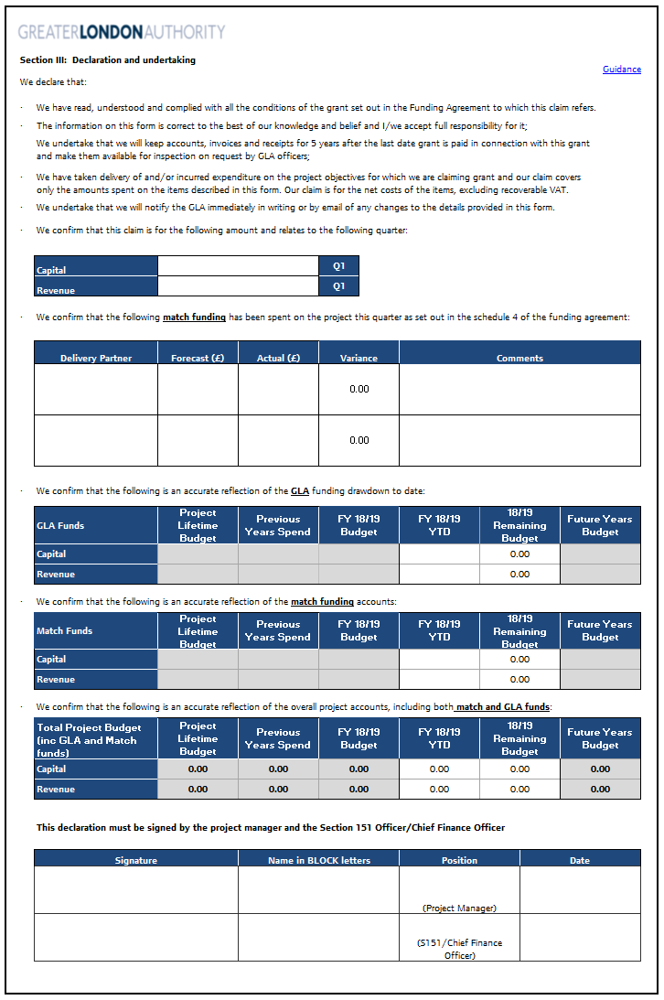 GREATERLONDONAUTHORITY
Section III: Declaration and undertaking
Guidance
We declare that:
· We have read, understood and complied with all the conditions of the grant set out in the Funding Agreement to which this claim refers.
· The information on this form is correct to the best of our knowledge and belief and I/we accept full responsibility for it;
We undertake that we will keep accounts, invoices and receipts for 5 years after the last date grant is paid in connection with this grant
and make them available for inspection on request by GLA officers;
· We have taken delivery of and/or incurred expenditure on the project objectives for which we are claiming grant and our claim covers
only the amounts spent on the items described in this form. Our claim is for the net costs of the items, excluding recoverable VAT.
· We undertake that we will notify the GLA immediately in writing or by email of any changes to the details provided in this form.
· We confirm that this claim is for the following amount and relates to the following quarter:
Capital Q1
Revenue Q1
· We confirm that the following match funding has been spent on the project this quarter as set out in the schedule 4 of the funding agreement:
Delivery Partner Forecast (£) Actual (£) Variance Comments
0.00
0.00
· We confirm that the following is an accurate reflection of the GLA funding drawdown to date:
GLA Funds Project Lifetime Budget Previous Years Spend FY 18/19 Budget FY 18/19 YTD 18/19 Remaining Budget Future Years Budget
Capital 0.00
Revenue 0.00
· We confirm that the following is an accurate reflection of the match funding accounts:
Match Funds Project Lifetime Budget Previous Years Spend FY 18/19 Budget FY 18/19 YTD 18/19 Remaining Budget Future Years Budget
Capital 0.00
Revenue 0.00
· We confirm that the following is an accurate reflection of the overall project accounts, including both match and GLA funds:
Total Project Budget (inc GLA and Match funds) Project Lifetime Budget Previous Years Spend FY 18/19 Budget FY 18/19 YTD 18/19 Remaining Budget Future Years Budget
Capital 0.00 0.00 0.00 0.00 0.00 0.00
Revenue 0.00 0.00 0.00 0.00 0.00 0.00
This declaration must be signed by the project manager and the Section 151 Officer/Chief Finance Officer
Signature Name in BLOCK letters Position Date
(Project Manager)
(S151/Chief Finance
Officer)